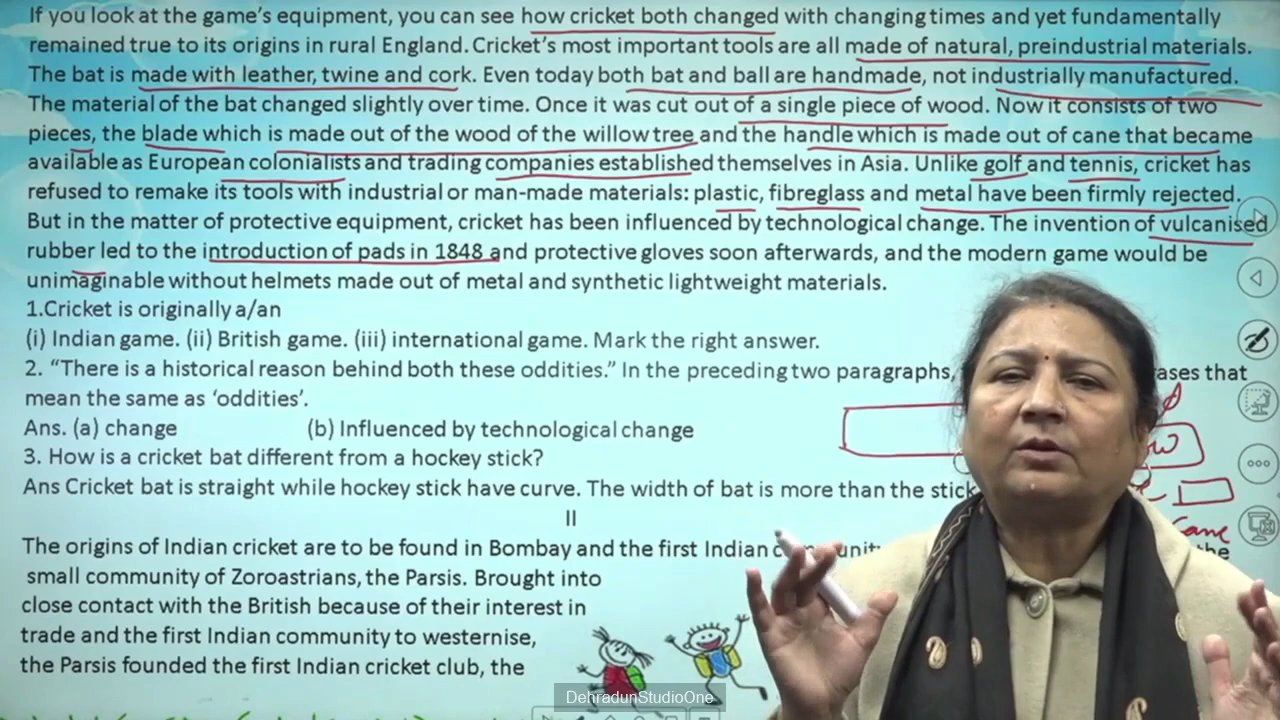 If you look at the game's equipment, you can see how cricket both changed with changing times and yet fundamentally
remained true to its origins in rural England. Cricket's most important tools are all made of natural, preindustrial materials.
The bat is made with leather, twine and cork. Even today both bat and ball are handmade, not industrially manufactured.
The material of the bat changed slightly over time. Once it was cut out of a single piece of wood. Now it consists of two
pieces, the blade which is made out of the wood of the willow tree and the handle which is made out of cane that became
available as European colonialists and trading companies established themselves in Asia. Unlike golf and tennis, cricket has
refused to remake its tools with industrial or man-made materials: plastic, fibreglass and metal have been firmly rejected.
But in the matter of protective equipment, cricket has been influenced by technological change. The invention of vulcanised
rubber led to the introduction of pads in 1848 and protective gloves soon afterwards, and the modern game would be
unimaginable without helmets made out of metal and synthetic lightweight materials.
1.Cricket is originally a/an
(i) Indian game. (ii) British game. (iii) international game. Mark the right answer.
2. "There is a historical reason behind both these oddities." In the preceding two paragraphs, that
mean the same as 'oddities'.
Ans. (a) change (b) Influenced by technological change
3. How is a cricket bat different from a hockey stick?
Ans Cricket bat is straight while hockey stick have curve. The width of bat is more than the stick
II
Cane
The origins of Indian cricket are to be found in Bombay and the first Indian the
small community of Zoroastrians, the Parsis. Brought into
close contact with the British because of their interest in
trade and the first Indian community to westernise,
the Parsis founded the first Indian cricket club, the
DehradunStudioOne